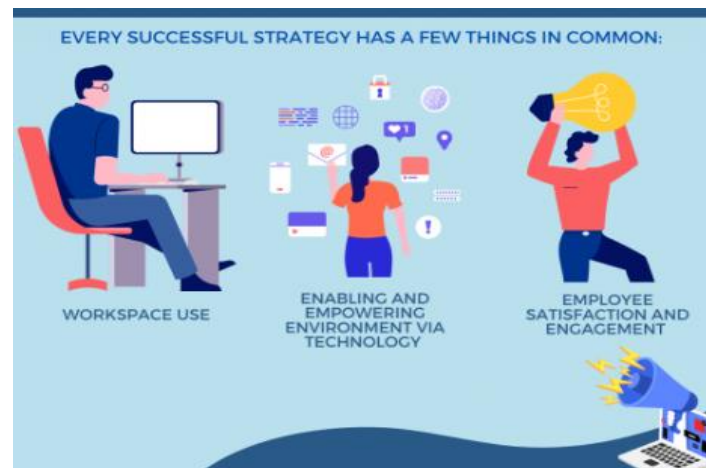 EVERY SUCCESSFUL STRATEGY HAS A FEW THINGS IN COMMON:
@
1
!
WORKSPACE USE
ENABLING AND
EMPOWERING
ENVIRONMENT VIA
TECHNOLOGY
EMPLOYEE
SATISFACTION AND
ENGAGEMENT